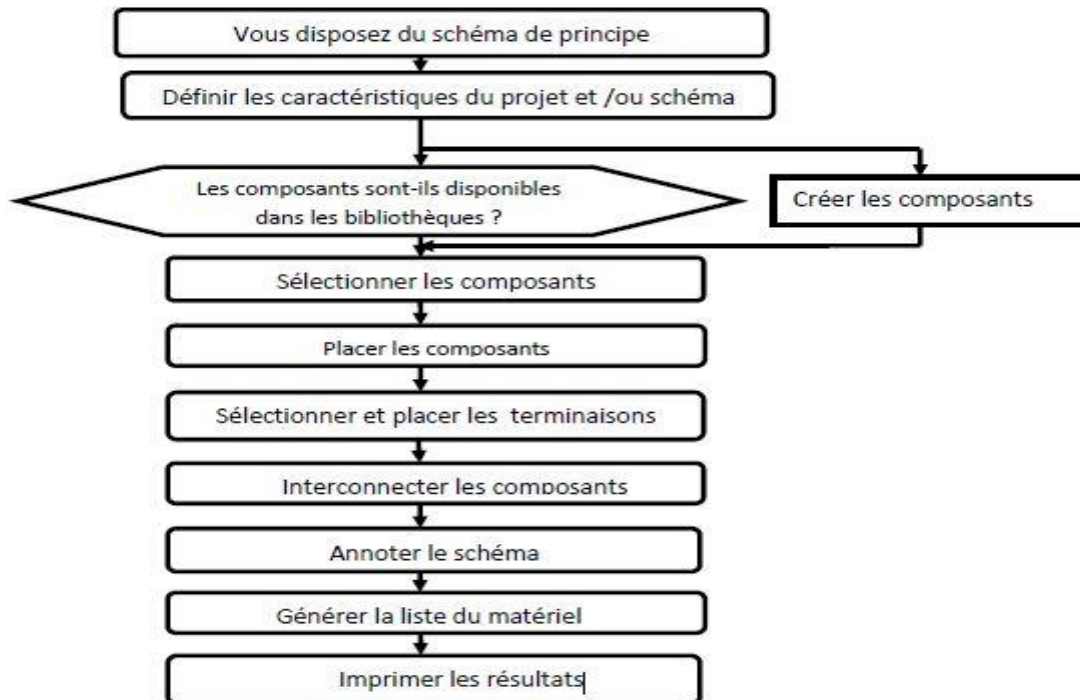 Vous disposez du schéma de principe
Définir les caractéristiques du projet et /ou schéma
Les composants sont-ils disponibles
dans les bibliothèques ?
Créer les composants
Sélectionner les composants
Placer les composants
Sélectionner et placer les terminaisons
Interconnecter les composants
Annoter le schéma
Générer la liste du matériel
Imprimer les résultats